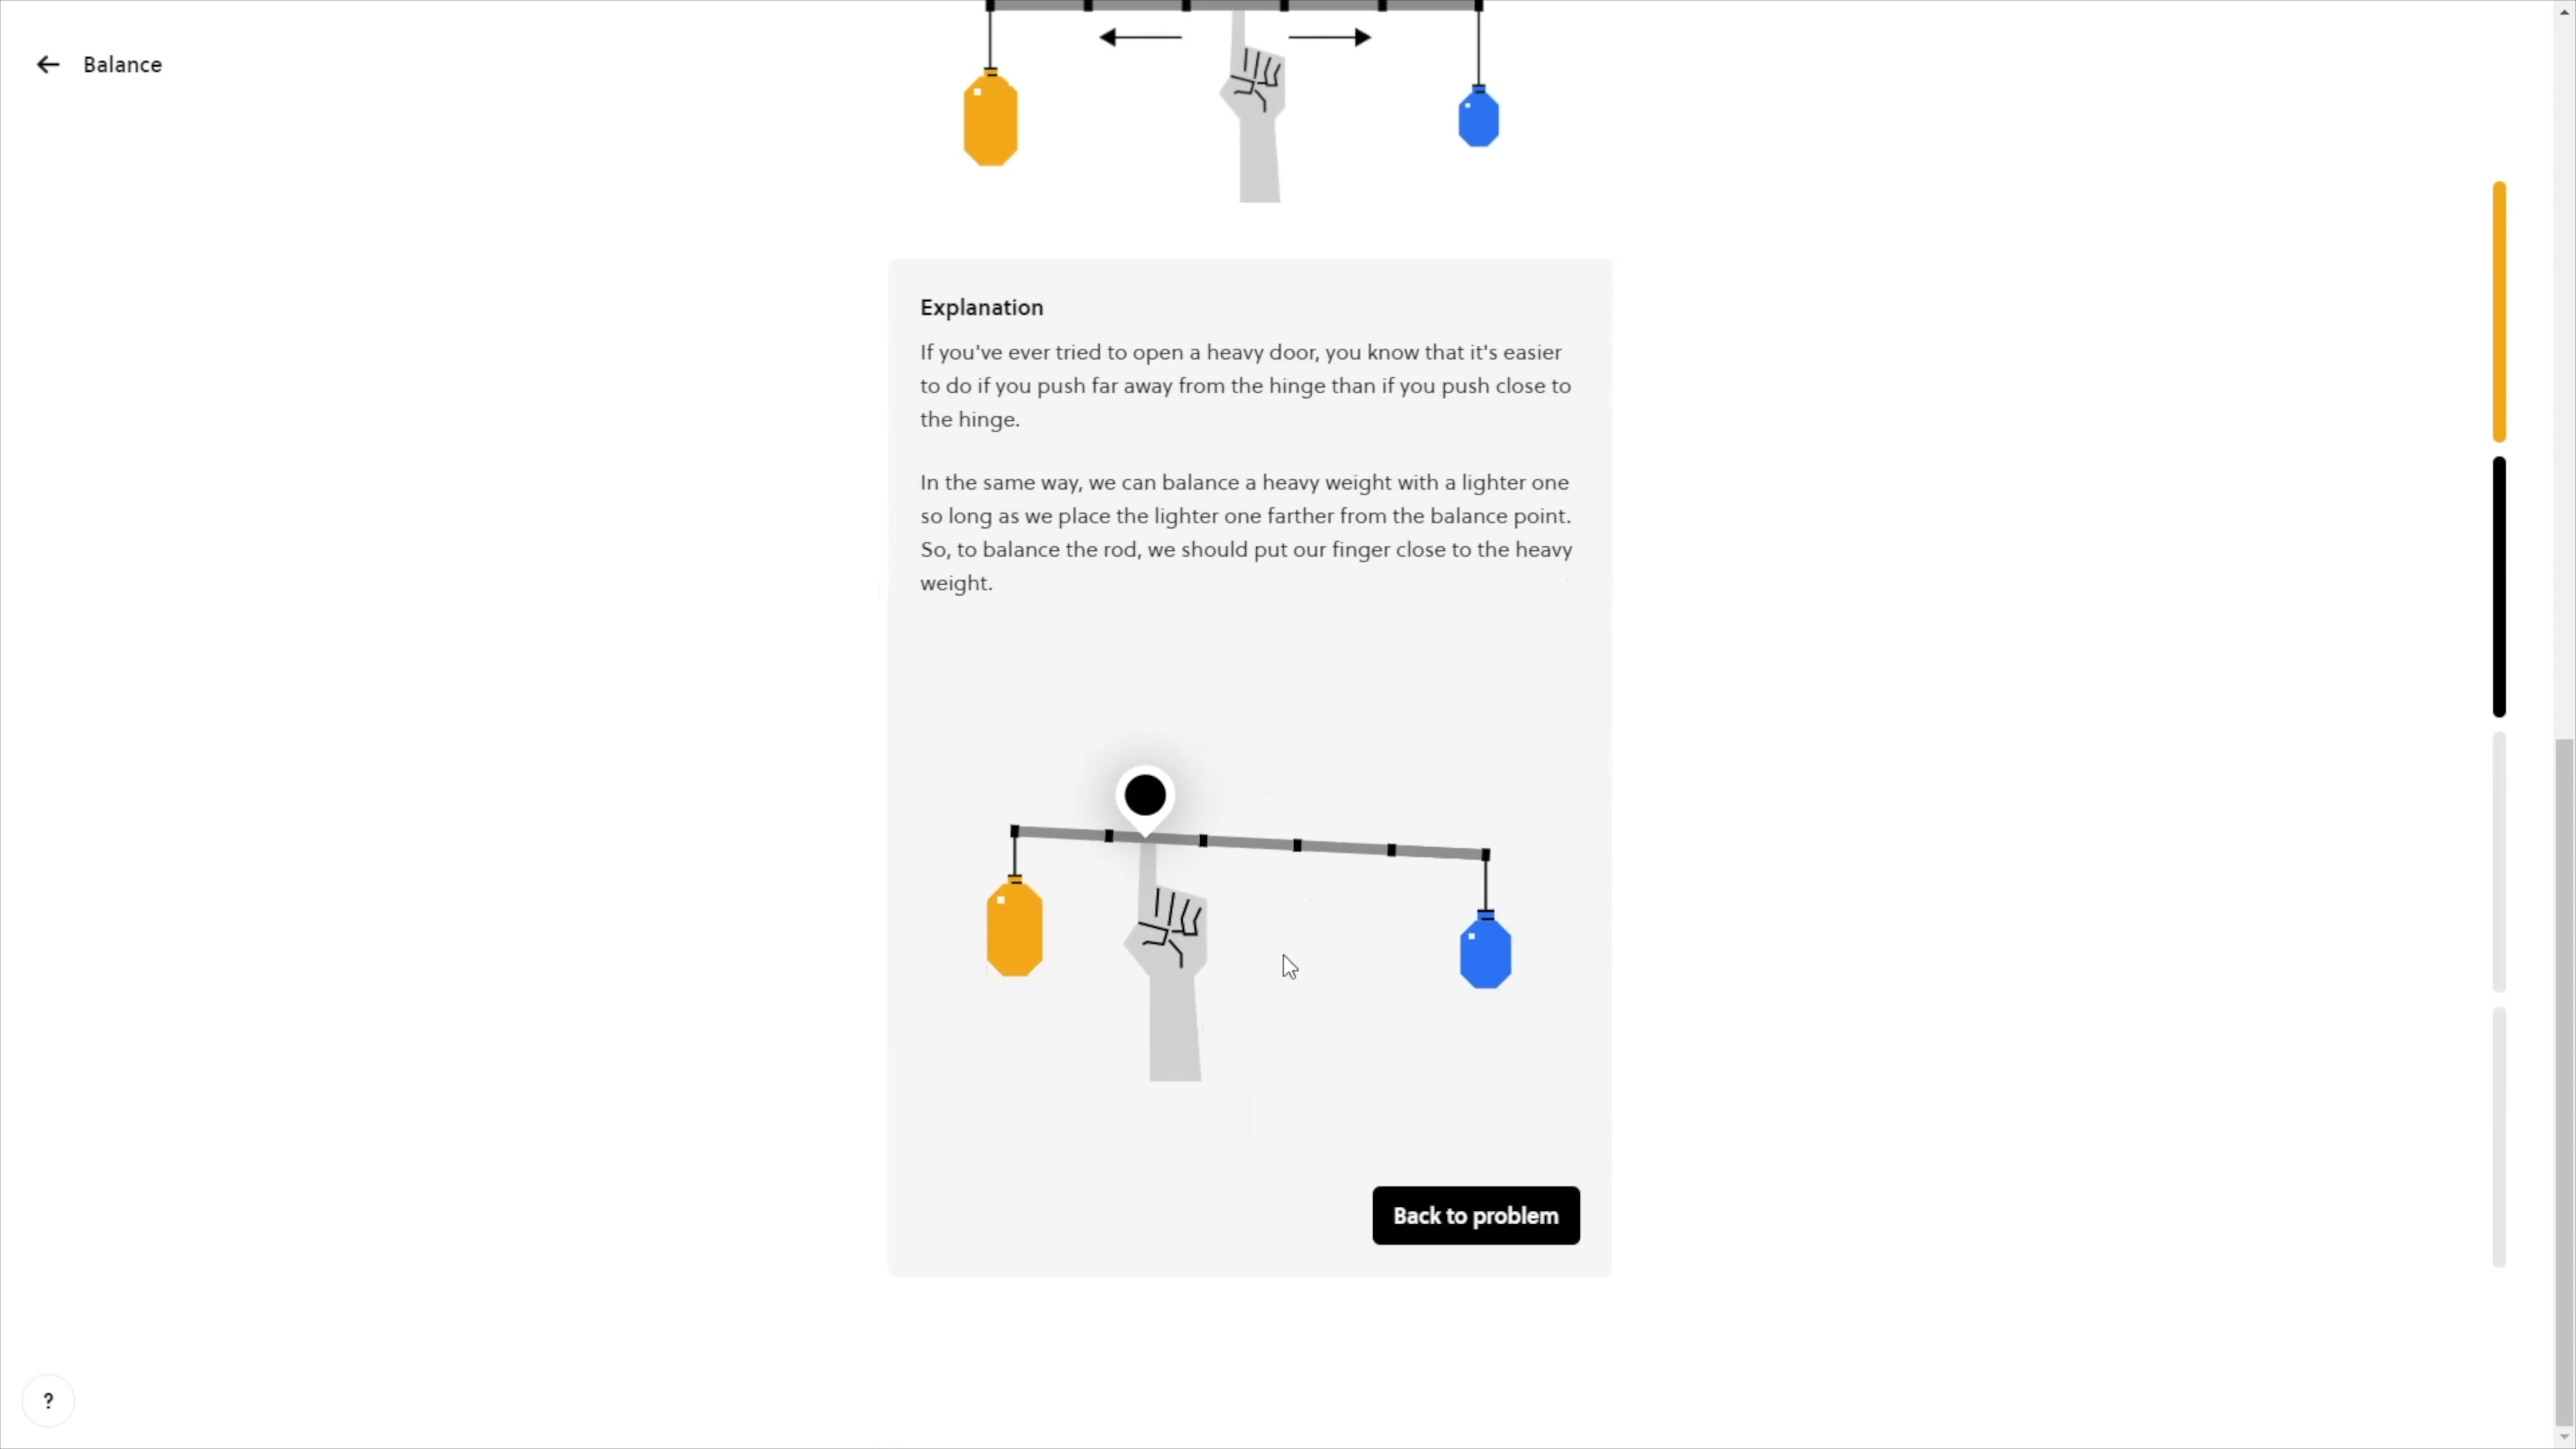 Balance
Explanation
If you've ever tried to open a heavy door, you know that it's easier
to do if you push far away from the hinge than if you push close to
the hinge.
In the same way, we can balance a heavy weight with a lighter one
so long as we place the lighter one farther from the balance point.
So, to balance the rod, we should put our finger close to the heavy
weight.
Back to problem
?